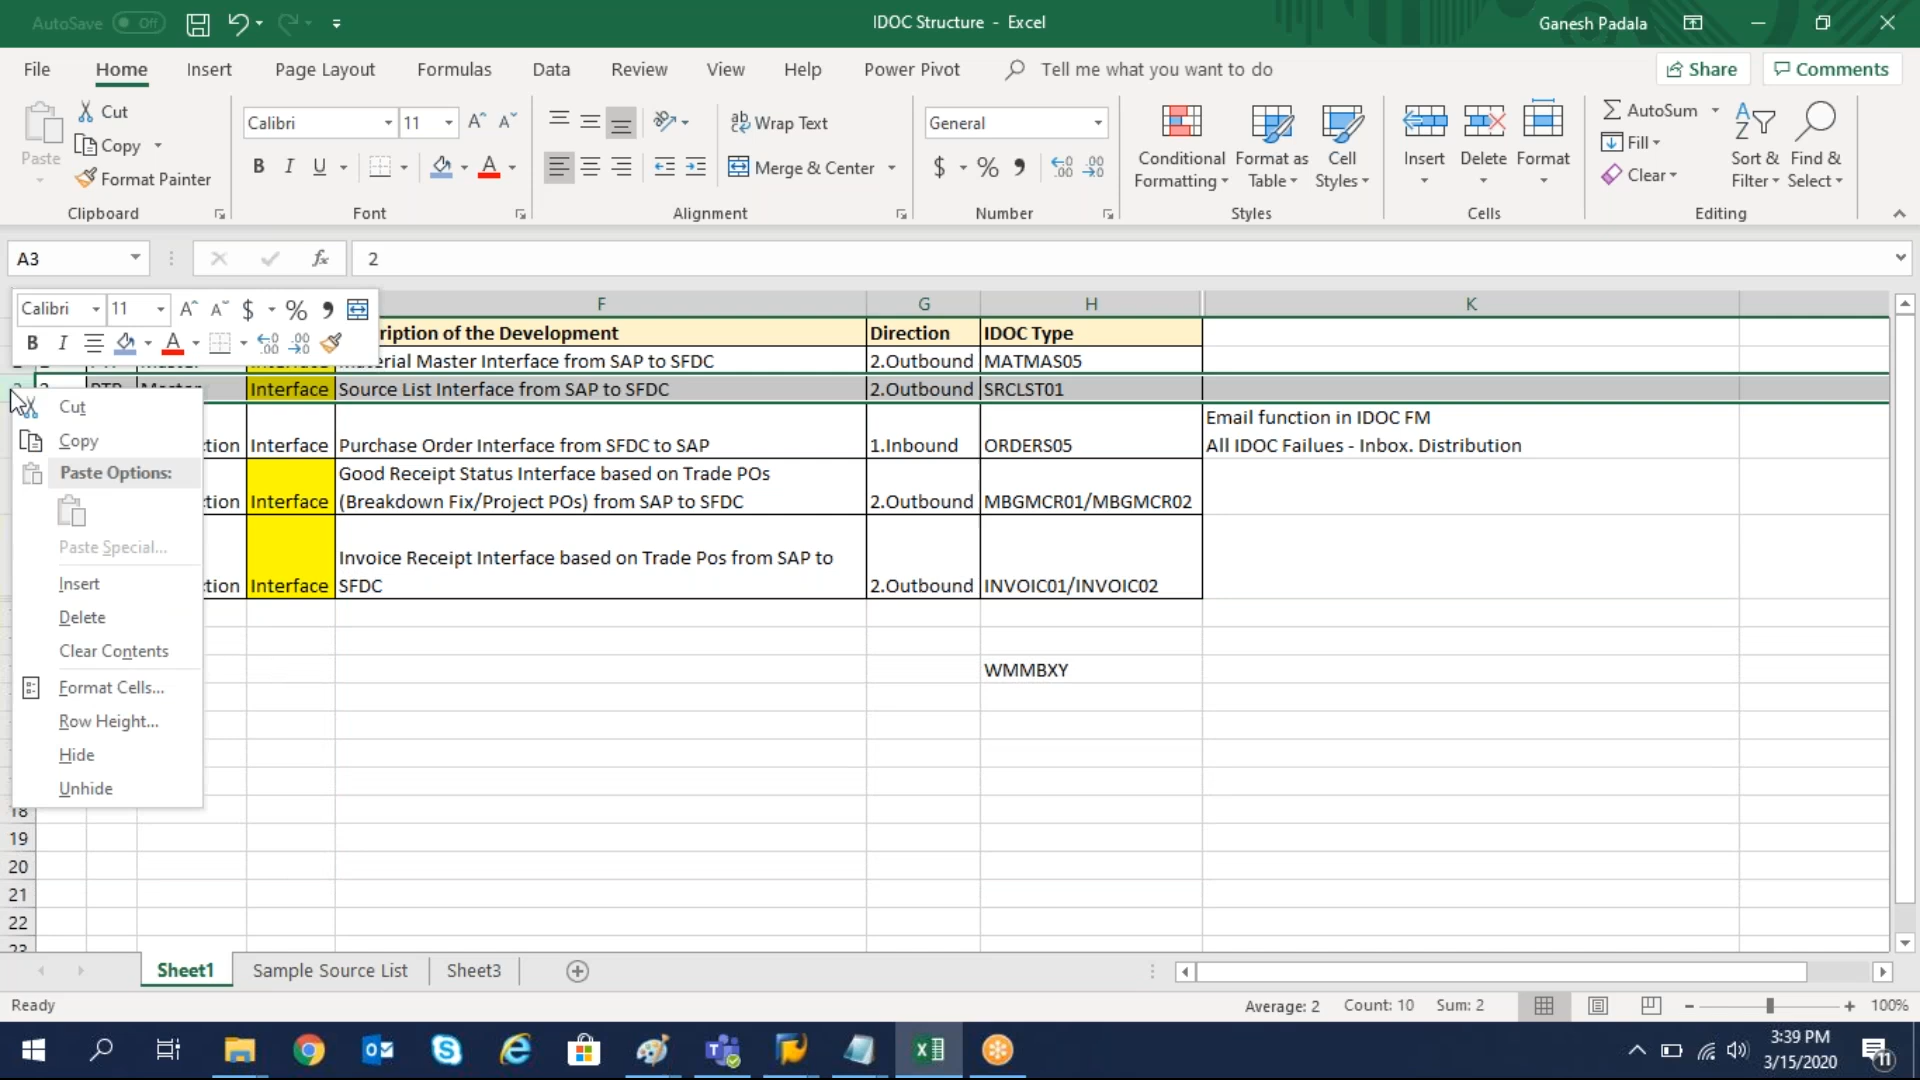 AutoSave Off
IDOC Structure - Excel
Ganesh Padala
File Home Insert Page Layout Formulas Data Review View Help Power Pivot Tell me what you want to do Share Comments
Paste
Cut
Copy
Format Painter
Clipboard
Calibri 11
B I U
Font
Wrap Text
Merge & Center
Alignment
General
$ % 9
Number
Conditional Formatting
Format as Table
Cell Styles
Styles
Insert Delete Format
Cells
AutoSum
Fill
Clear
Sort & Filter
Find & Select
Editing
A3 fx 2
Calibri 11 A A $ % 9
B I A
F G H K
ription of the Development Direction IDOC Type
erial Master Interface from SAP to SFDC 2.Outbound MATMAS05
Interface Source List Interface from SAP to SFDC 2.Outbound SRCLST01
Email function in IDOC FM
tion Interface Purchase Order Interface from SFDC to SAP 1.Inbound ORDERS05 All IDOC Failues - Inbox. Distribution
Good Receipt Status Interface based on Trade POs
tion Interface (Breakdown Fix/Project POs) from SAP to SFDC 2.Outbound MBGMCR01/MBGMCR02
Invoice Receipt Interface based on Trade Pos from SAP to
tion Interface SFDC 2.Outbound INVOIC01/INVOIC02
WMMBXY
Cut
Copy
Paste Options:
Paste Special...
Insert
Delete
Clear Contents
Format Cells...
Row Height...
Hide
Unhide
18
19
20
21
22
23
Sheet1 Sample Source List Sheet3
Ready
Average: 2 Count: 10 Sum: 2
100%
3:39 PM
3/15/2020
11